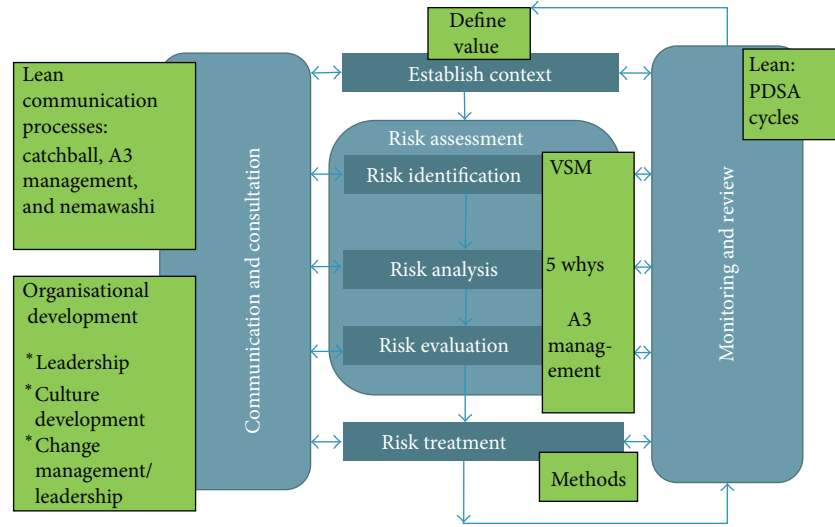 Define
value
Establish context
Lean
communication
processes:
catchball, A3
management,
and nemawashi
Lean:
PDSA
cycles
Risk assessment
Risk identification
VSM
Risk analysis
5 whys
Risk evaluation
A3
manag-
ement
Organisational
development
*Leadership
*Culture
development
*Change
management/
leadership
Communication and consultation
Monitoring and review
Risk treatment
Methods